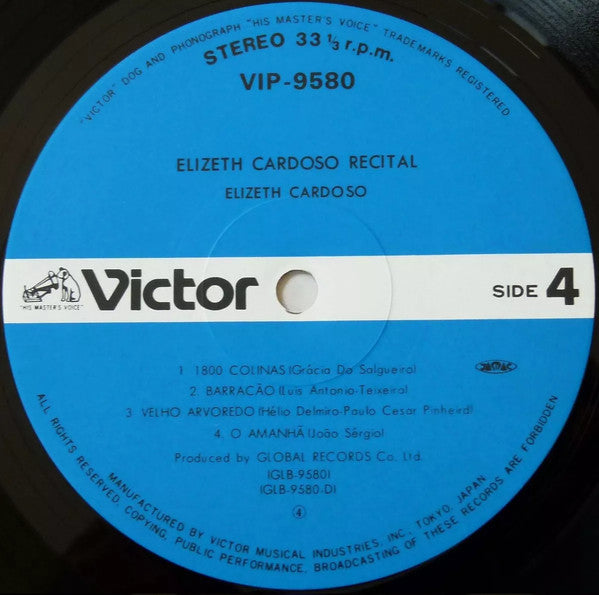 "VICTOR" DOG AND PHONOGRAPH "HIS MASTER'S VOICE" TRADEMARKS REGISTERED.
STEREO 33 1/3 r.p.m.
VIP-9580
ELIZETH CARDOSO RECITAL
ELIZETH CARDOSO
"HIS MASTER'S VOICE"
Victor
SIDE 4
1 1800 COLINAS (Grácia Do Salgueiro)
2. BARRACÃO (Luis Antonio-Teixeira)
3 VELHO ARVOREDO (Hélio Delmiro-Paulo Cesar Pinheird)
4. O AMANHÃ (João Sêrgio)
Produced by GLOBAL RECORDS Co. Ltd.
(GLB-9580)
(GLB-9580-D)
④
ALL RIGHTS RESERVED. COPYING, PUBLIC PERFORMANCE, BROADCASTING OF THESE RECORDS ARE FORBIDDEN
MANUFACTURED BY VICTOR MUSICAL INDUSTRIES, INC. TOKYO, JAPAN